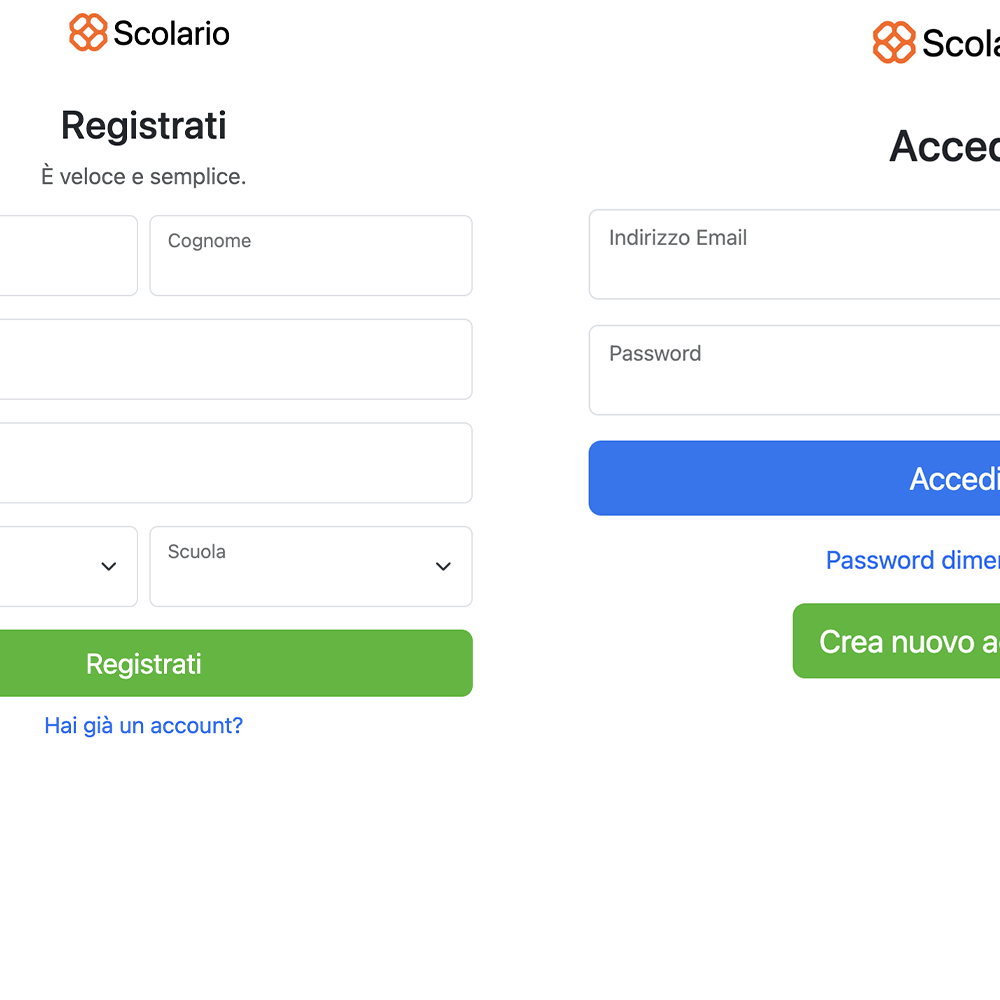 Scolario
Registrati
È veloce e semplice.
Cognome
Scuola
Registrati
Hai già un account?
Scola
Acced
Indirizzo Email
Password
Accedi
Password dimen
Crea nuovo a